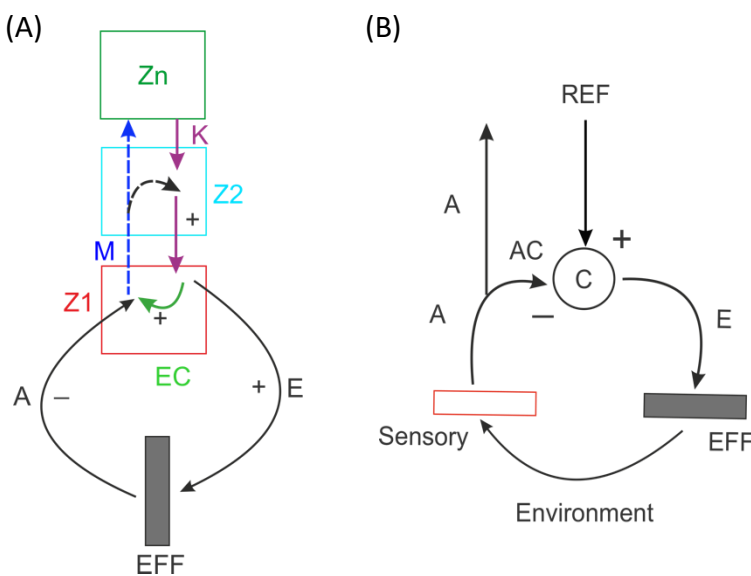 (A)
Zn
K
Z2
+
M
Z1
+
EC
A
–
+
E
EFF
(B)
REF
A
AC
+
C
A
–
E
Sensory
EFF
Environment